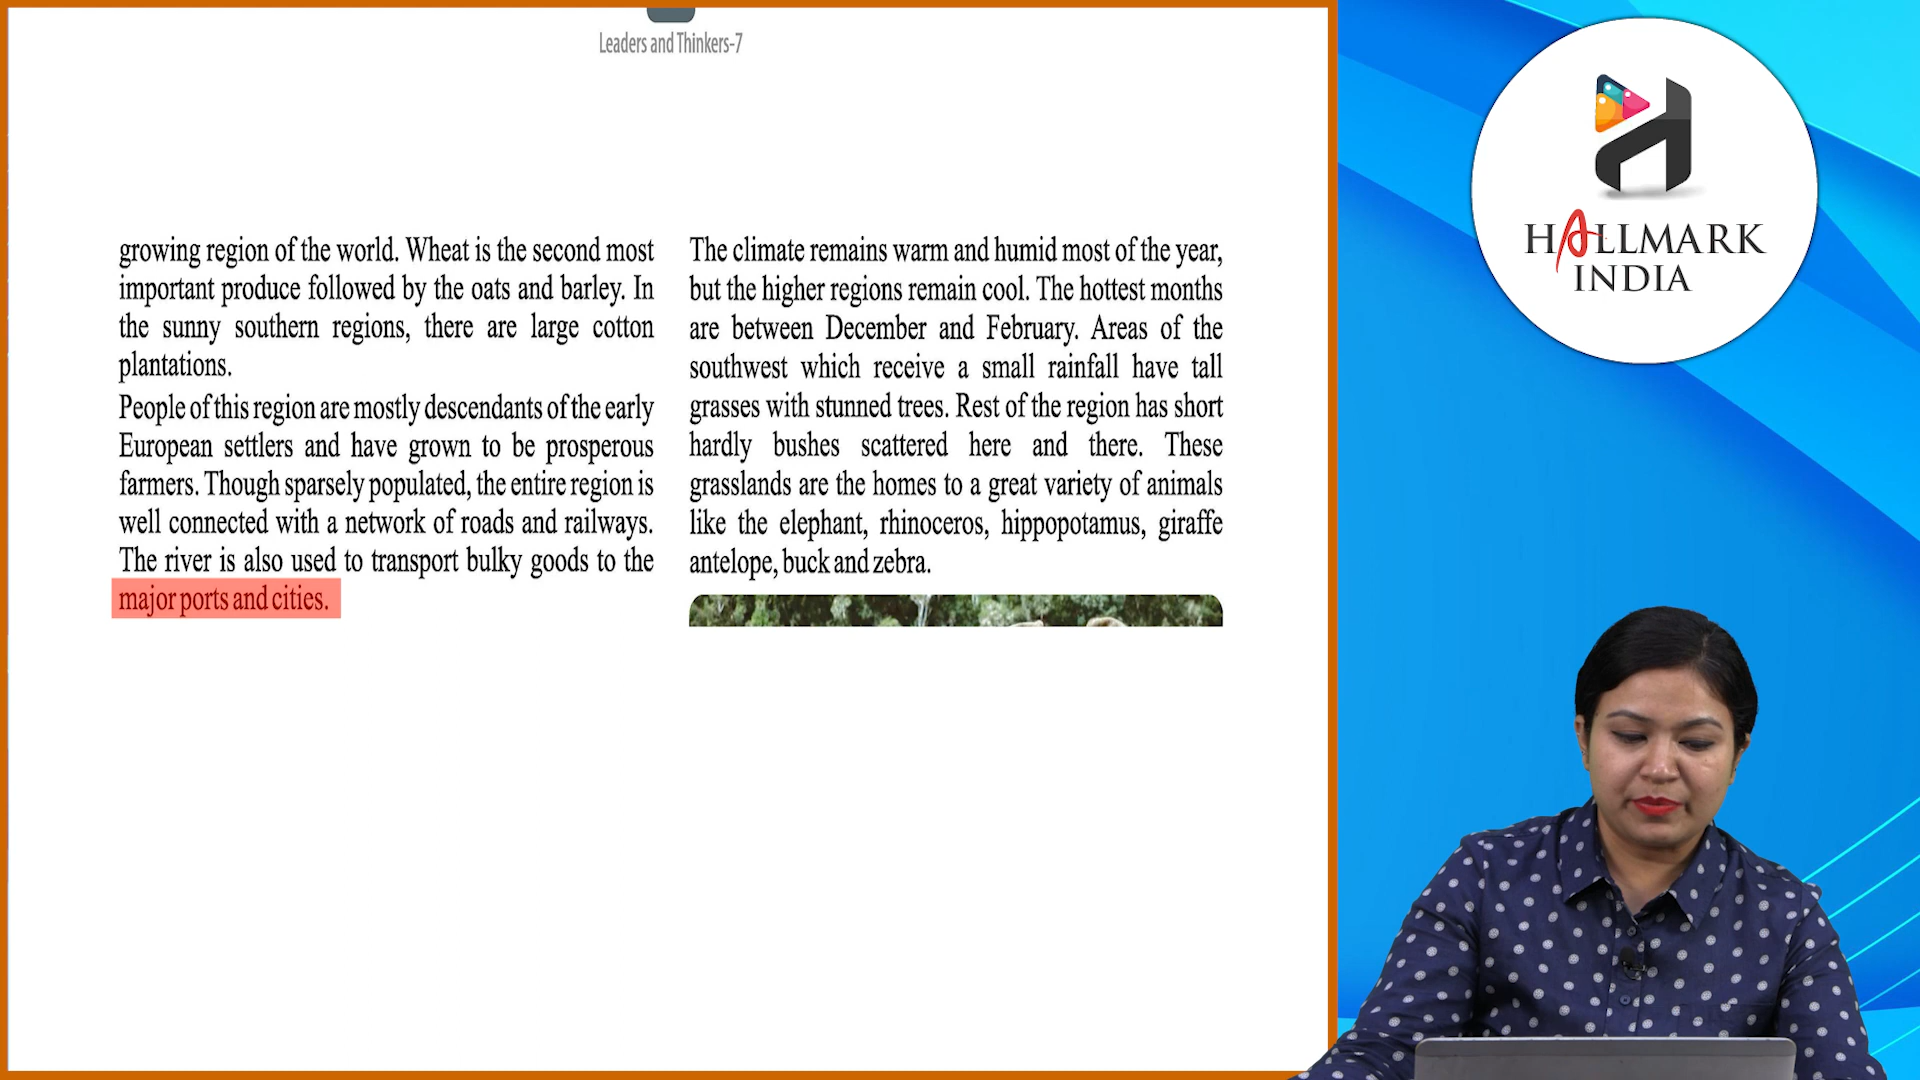 Leaders and Thinkers-7
growing region of the world. Wheat is the second most
important produce followed by the oats and barley. In
the sunny southern regions, there are large cotton
plantations.
People of this region are mostly descendants of the early
European settlers and have grown to be prosperous
farmers. Though sparsely populated, the entire region is
well connected with a network of roads and railways.
The river is also used to transport bulky goods to the
major ports and cities.
The climate remains warm and humid most of the year,
but the higher regions remain cool. The hottest months
are between December and February. Areas of the
southwest which receive a small rainfall have tall
grasses with stunned trees. Rest of the region has short
hardly bushes scattered here and there. These
grasslands are the homes to a great variety of animals
like the elephant, rhinoceros, hippopotamus, giraffe
antelope, buck and zebra.
HALLMARK
INDIA